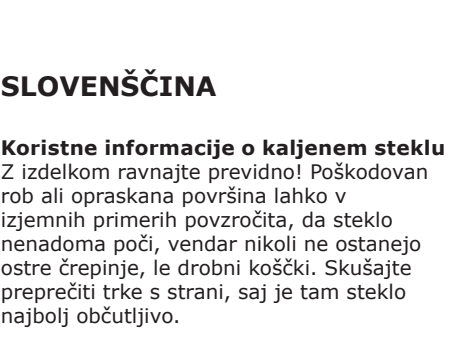 SLOVENŠČINA
Koristne informacije o kaljenem steklu
Z izdelkom ravnajte previdno! Poškodovan
rob ali opraskana površina lahko v
izjemnih primerih povzročita, da steklo
nenadoma poči, vendar nikoli ne ostanejo
ostre črepinje, le drobni koščki. Skušajte
preprečiti trke s strani, saj je tam steklo
najbolj občutljivo.